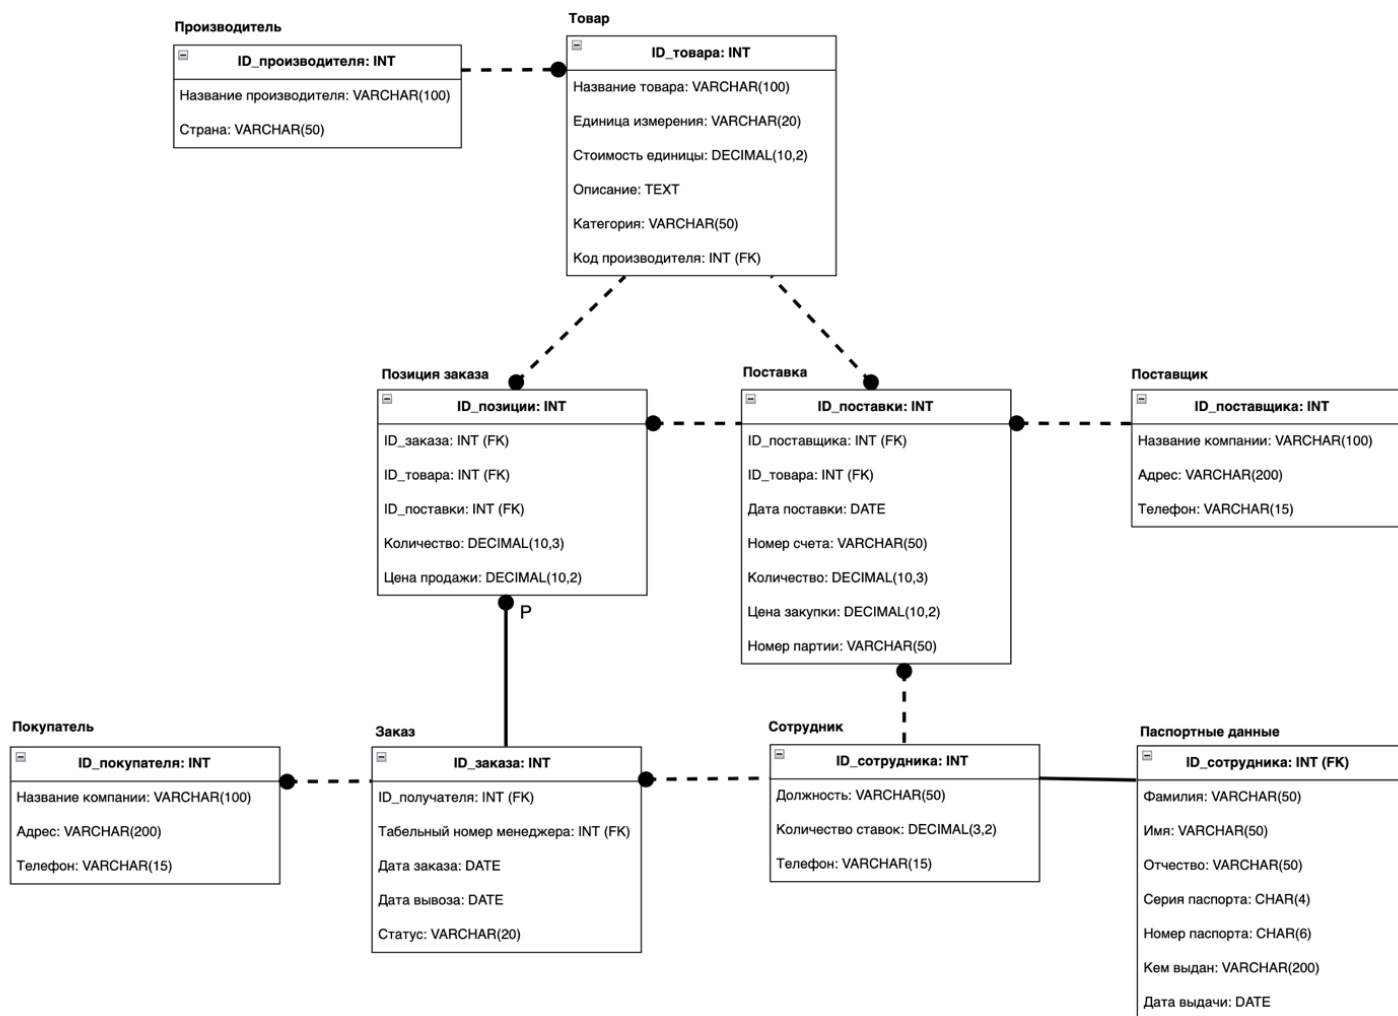 Производитель
ID_производителя: INT
Название производителя: VARCHAR(100)
Страна: VARCHAR(50)
Товар
ID_товара: INT
Название товара: VARCHAR(100)
Единица измерения: VARCHAR(20)
Стоимость единицы: DECIMAL(10,2)
Описание: TEXT
Категория: VARCHAR(50)
Код производителя: INT (FK)
Позиция заказа
ID_позиции: INT
ID_заказа: INT (FK)
ID_товара: INT (FK)
ID_поставки: INT (FK)
Количество: DECIMAL(10,3)
Цена продажи: DECIMAL(10,2)
P
Поставка
ID_поставки: INT
ID_поставщика: INT (FK)
ID_товара: INT (FK)
Дата поставки: DATE
Номер счета: VARCHAR(50)
Количество: DECIMAL(10,3)
Цена закупки: DECIMAL(10,2)
Номер партии: VARCHAR(50)
Поставщик
ID_поставщика: INT
Название компании: VARCHAR(100)
Адрес: VARCHAR(200)
Телефон: VARCHAR(15)
Покупатель
ID_покупателя: INT
Название компании: VARCHAR(100)
Адрес: VARCHAR(200)
Телефон: VARCHAR(15)
Заказ
ID_заказа: INT
ID_получателя: INT (FK)
Табельный номер менеджера: INT (FK)
Дата заказа: DATE
Дата вывоза: DATE
Статус: VARCHAR(20)
Сотрудник
ID_сотрудника: INT
Должность: VARCHAR(50)
Количество ставок: DECIMAL(3,2)
Телефон: VARCHAR(15)
Паспортные данные
ID_сотрудника: INT (FK)
Фамилия: VARCHAR(50)
Имя: VARCHAR(50)
Отчество: VARCHAR(50)
Серия паспорта: CHAR(4)
Номер паспорта: CHAR(6)
Кем выдан: VARCHAR(200)
Дата выдачи: DATE